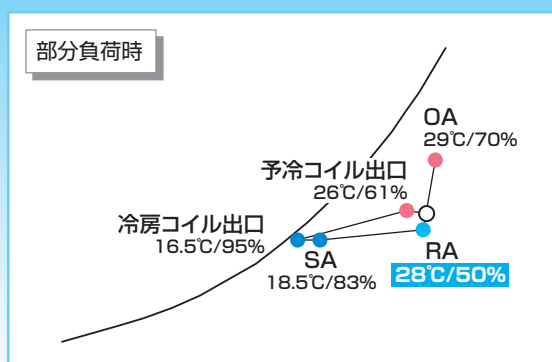 部分負荷時
OA
29℃/70%
予冷コイル出口
26℃/61%
冷房コイル出口
16.5℃/95%
SA
18.5℃/83%
RA
28℃/50%